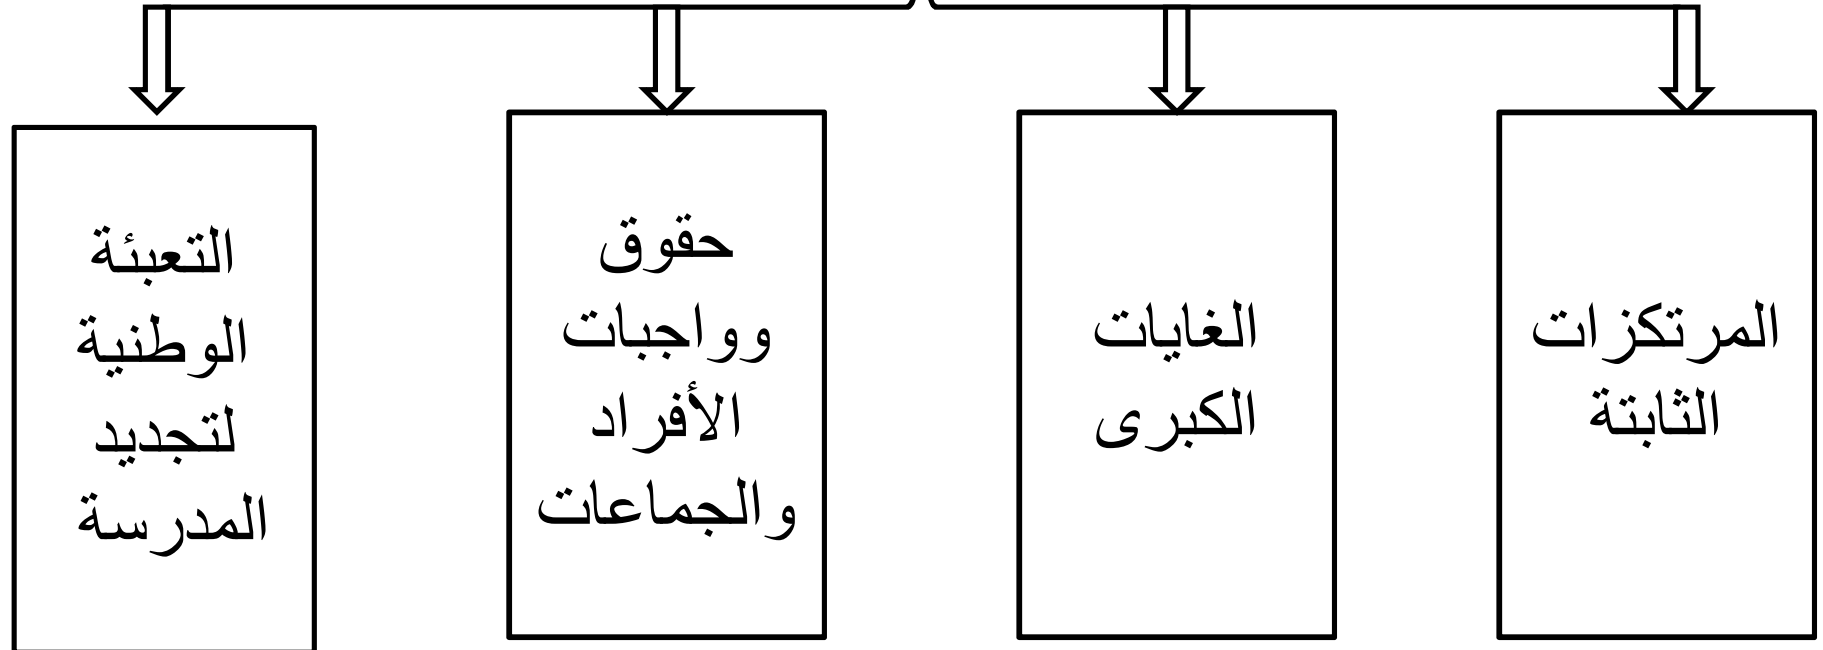 المرتكزات
الثابتة
الغايات
الكبرى
حقوق
وواجبات
الأفراد
والجماعات
التعبئة
الوطنية
لتجديد
المدرسة